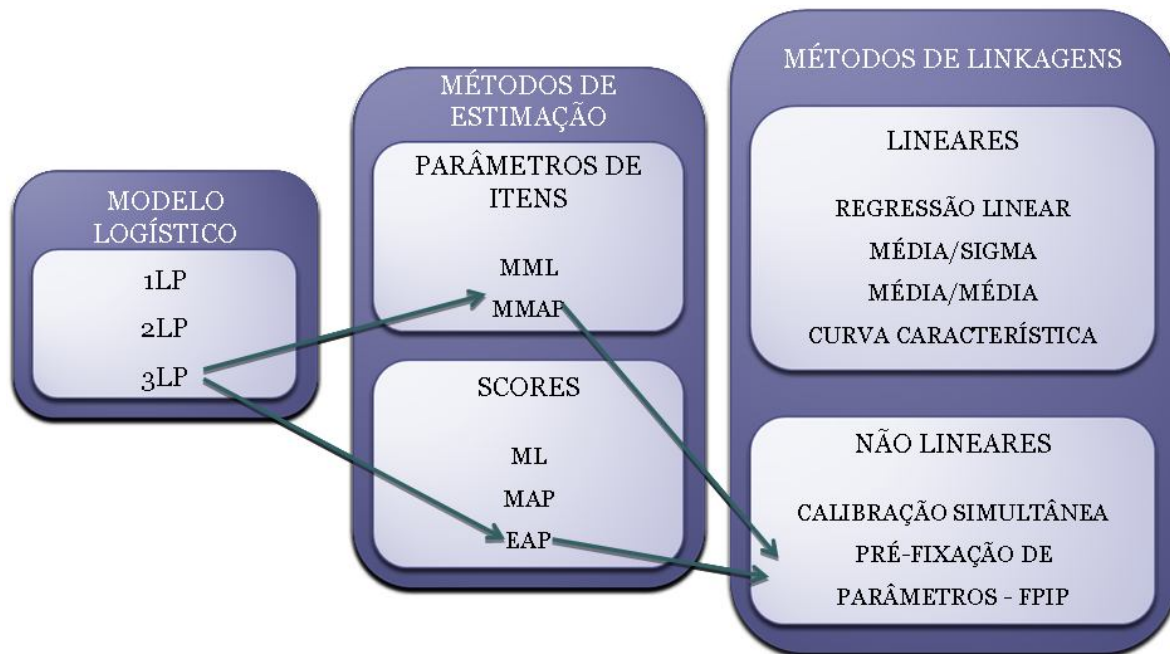 MODELO
LOGÍSTICO
1LP
2LP
3LP
MÉTODOS DE
ESTIMAÇÃO
PARÂMETROS DE
ITENS
MML
MMAP
SCORES
ML
MAP
EAP
MÉTODOS DE LINKAGENS
LINEARES
REGRESSÃO LINEAR
MÉDIA/SIGMA
MÉDIA/MÉDIA
CURVA CARACTERÍSTICA
NÃO LINEARES
CALIBRAÇÃO SIMULTÂNEA
PRÉ-FIXAÇÃO DE
PARÂMETROS - FPIP